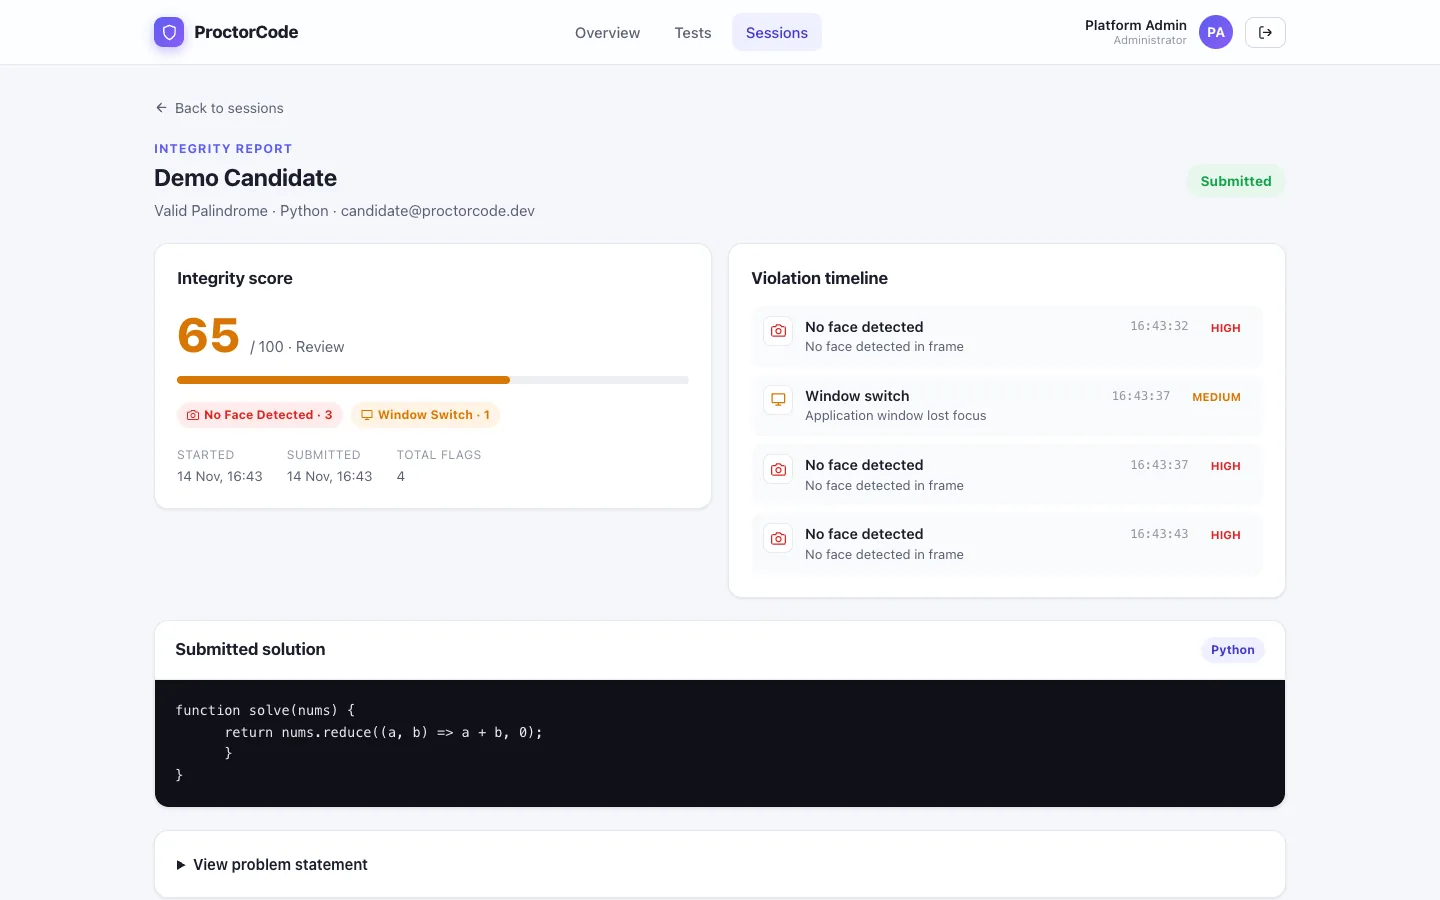 ProctorCode
Overview
Tests
Sessions
Platform Admin
Administrator
PA
Back to sessions
INTEGRITY REPORT
Demo Candidate
Submitted
Valid Palindrome · Python · candidate@proctorcode.dev
Integrity score
65 / 100 · Review
No Face Detected · 3
Window Switch · 1
STARTED
14 Nov, 16:43
SUBMITTED
14 Nov, 16:43
TOTAL FLAGS
4
Violation timeline
No face detected 16:43:32 HIGH
No face detected in frame
Window switch 16:43:37 MEDIUM
Application window lost focus
No face detected 16:43:37 HIGH
No face detected in frame
No face detected 16:43:43 HIGH
No face detected in frame
Submitted solution
Python
function solve(nums) {
      return nums.reduce((a, b) => a + b, 0);
      }
}
View problem statement